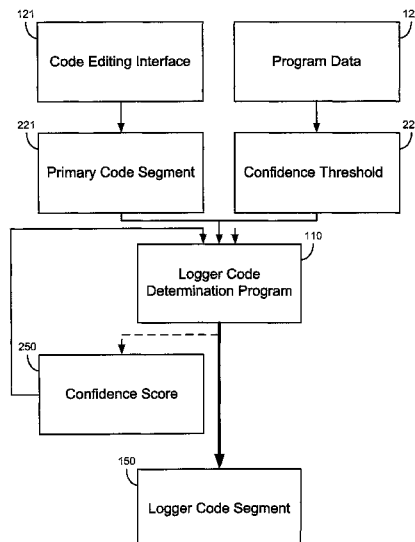 121
Code Editing Interface
12
Program Data
221
Primary Code Segment
22
Confidence Threshold
110
Logger Code
Determination Program
250
Confidence Score
150
Logger Code Segment